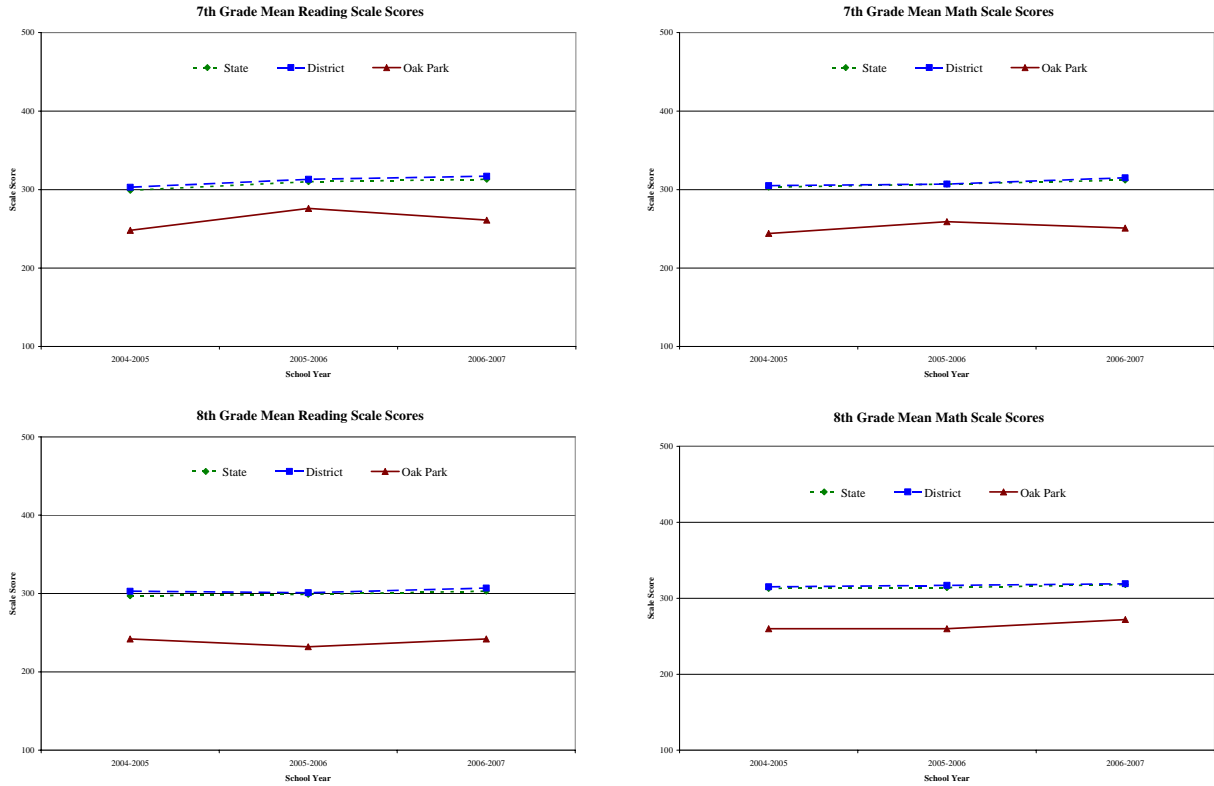 7th Grade Mean Reading Scale Scores
500
400
300
200
100
Scale Score
State
District
Oak Park
2004-2005
2005-2006
2006-2007
School Year
7th Grade Mean Math Scale Scores
500
400
300
200
100
Scale Score
State
District
Oak Park
2004-2005
2005-2006
2006-2007
School Year
8th Grade Mean Reading Scale Scores
500
400
300
200
100
Scale Score
State
District
Oak Park
2004-2005
2005-2006
2006-2007
School Year
8th Grade Mean Math Scale Scores
500
400
300
200
100
Scale Score
State
District
Oak Park
2004-2005
2005-2006
2006-2007
School Year